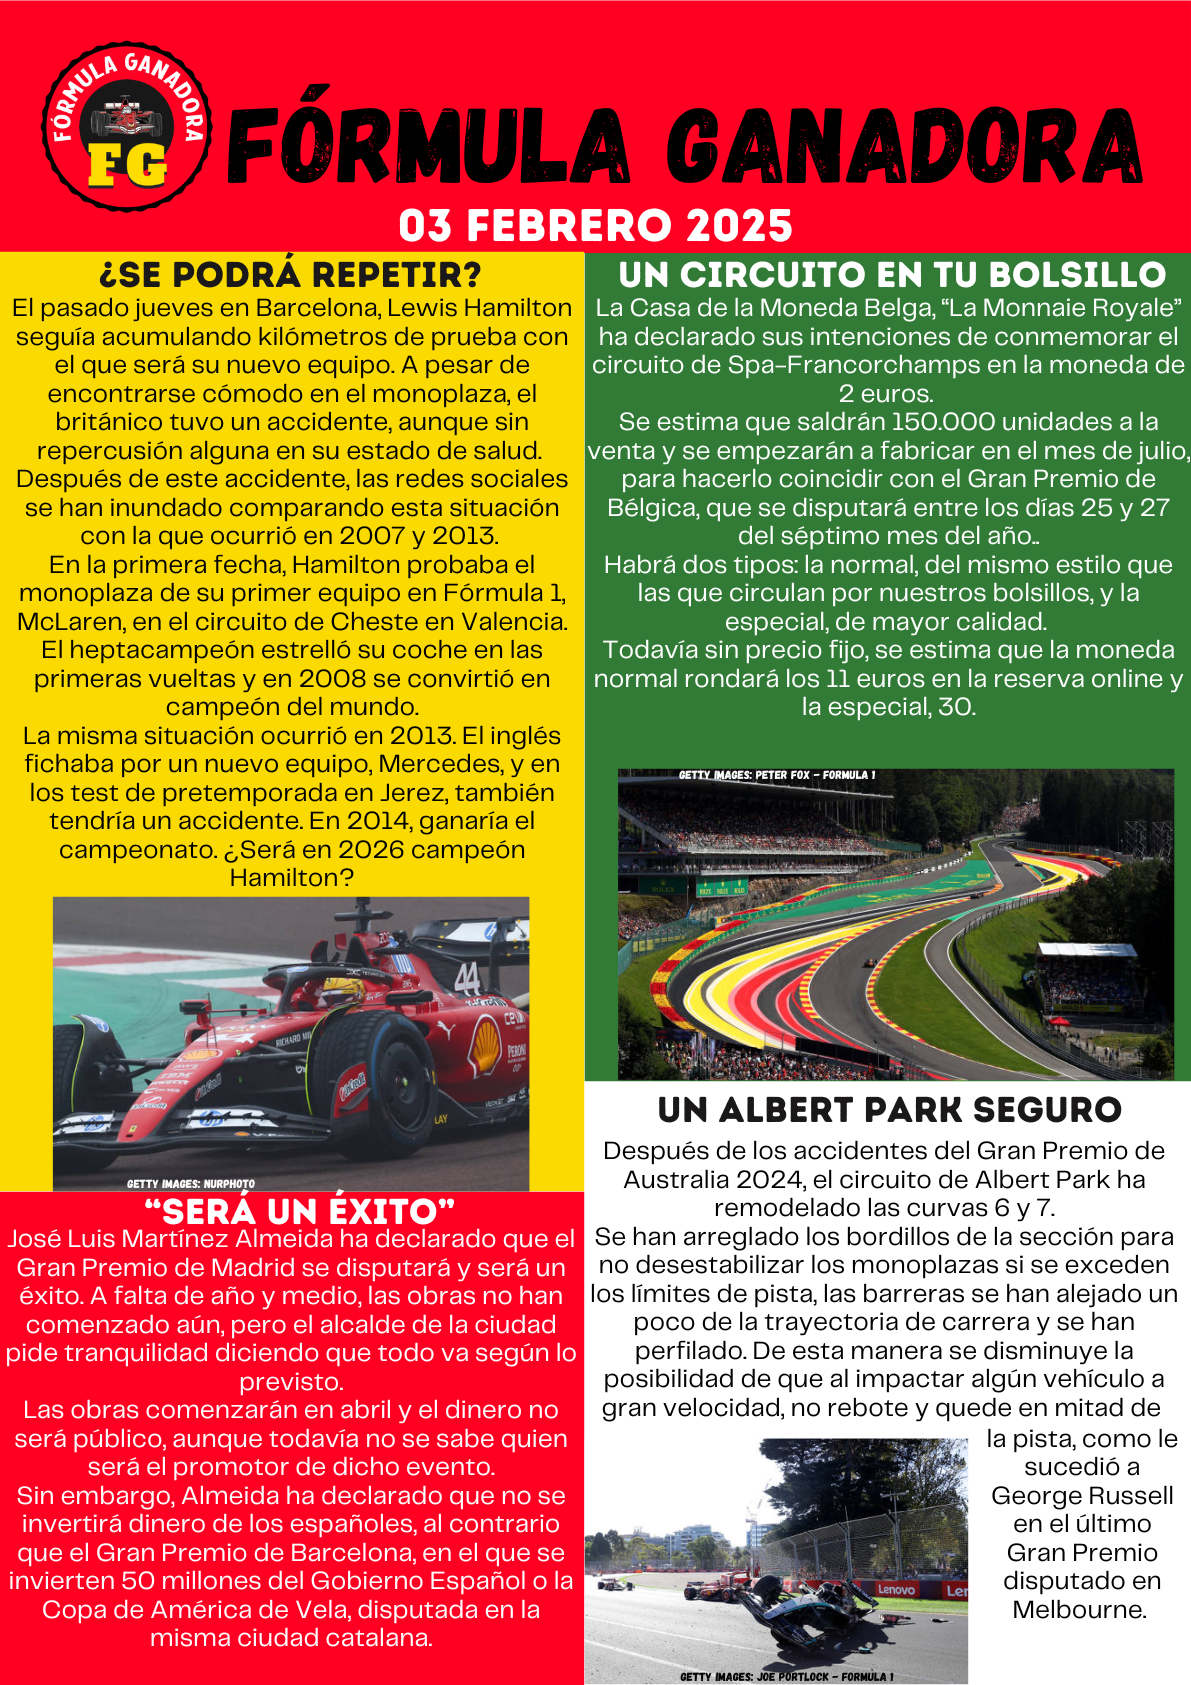 FÓRMULA GANADORA
FG
FÓRMULA GANADORA
03 FEBRERO 2025
¿SE PODRÁ REPETIR?
El pasado jueves en Barcelona, Lewis Hamilton
seguía acumulando kilómetros de prueba con
el que será su nuevo equipo. A pesar de
encontrarse cómodo en el monoplaza, el
británico tuvo un accidente, aunque sin
repercusión alguna en su estado de salud.
Después de este accidente, las redes sociales
se han inundado comparando esta situación
con la que ocurrió en 2007 y 2013.
En la primera fecha, Hamilton probaba el
monoplaza de su primer equipo en Fórmula 1,
McLaren, en el circuito de Cheste en Valencia.
El heptacampeón estrelló su coche en las
primeras vueltas y en 2008 se convirtió en
campeón del mundo.
La misma situación ocurrió en 2013. El inglés
fichaba por un nuevo equipo, Mercedes, y en
los test de pretemporada en Jerez, también
tendría un accidente. En 2014, ganaría el
campeonato. ¿Será en 2026 campeón
Hamilton?
44
RICHARD MI
Shell
PERONI
IBM
UniCredit
LAY
GETTY IMAGES: NURPHOTO
“SERÁ UN ÉXITO”
José Luis Martínez Almeida ha declarado que el
Gran Premio de Madrid se disputará y será un
éxito. A falta de año y medio, las obras no han
comenzado aún, pero el alcalde de la ciudad
pide tranquilidad diciendo que todo va según lo
previsto.
Las obras comenzarán en abril y el dinero no
será público, aunque todavía no se sabe quien
será el promotor de dicho evento.
Sin embargo, Almeida ha declarado que no se
invertirá dinero de los españoles, al contrario
que el Gran Premio de Barcelona, en el que se
invierten 50 millones del Gobierno Español o la
Copa de América de Vela, disputada en la
misma ciudad catalana.
UN CIRCUITO EN TU BOLSILLO
La Casa de la Moneda Belga, “La Monnaie Royale”
ha declarado sus intenciones de conmemorar el
circuito de Spa-Francorchamps en la moneda de
2 euros.
Se estima que saldrán 150.000 unidades a la
venta y se empezarán a fabricar en el mes de julio,
para hacerlo coincidir con el Gran Premio de
Bélgica, que se disputará entre los días 25 y 27
del séptimo mes del año..
Habrá dos tipos: la normal, del mismo estilo que
las que circulan por nuestros bolsillos, y la
especial, de mayor calidad.
Todavía sin precio fijo, se estima que la moneda
normal rondará los 11 euros en la reserva online y
la especial, 30.
GETTY IMAGES: PETER FOX – FORMULA 1
ROLEX
ROLEX ROLEX ROLEX
UN ALBERT PARK SEGURO
Después de los accidentes del Gran Premio de
Australia 2024, el circuito de Albert Park ha
remodelado las curvas 6 y 7.
Se han arreglado los bordillos de la sección para
no desestabilizar los monoplazas si se exceden
los límites de pista, las barreras se han alejado un
poco de la trayectoria de carrera y se han
perfilado. De esta manera se disminuye la
posibilidad de que al impactar algún vehículo a
gran velocidad, no rebote y quede en mitad de
la pista, como le
sucedió a
George Russell
en el último
Gran Premio
disputado en
Melbourne.
Lenovo
Ler
GETTY IMAGES: JOE PORTLOCK – FORMULA 1